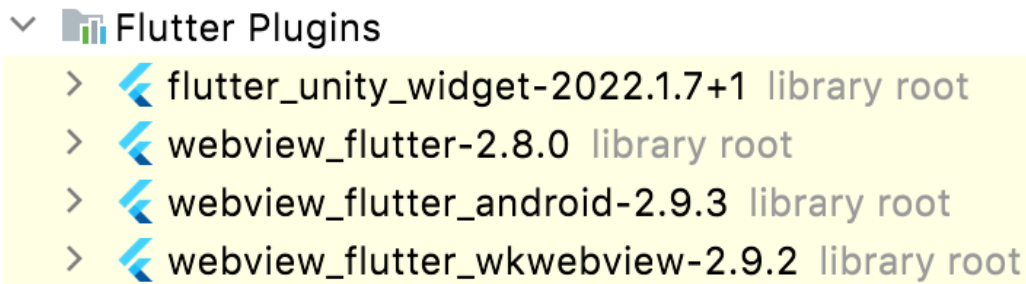 Flutter Plugins
flutter_unity_widget-2022.1.7+1 library root
webview_flutter-2.8.0 library root
webview_flutter_android-2.9.3 library root
webview_flutter_wkwebview-2.9.2 library root